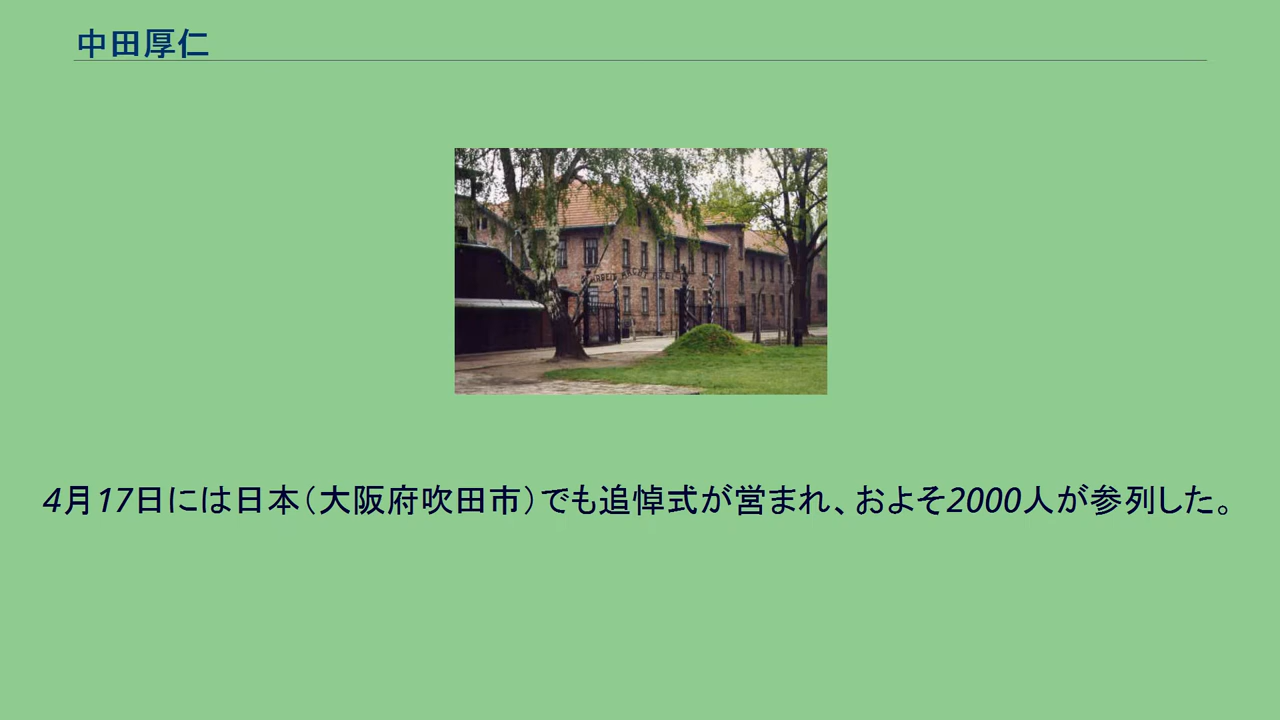 中田厚仁
4月17日には日本（大阪府吹田市）でも追悼式が営まれ、およそ2000人が参列した。